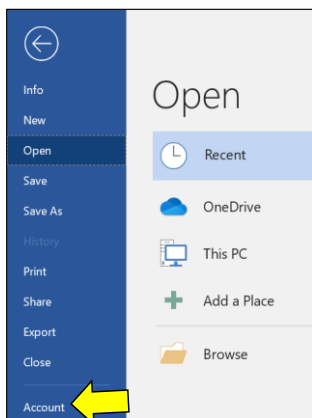 Info
New
Open
Save
Save As
History
Print
Share
Export
Close
Account
Open
Recent
OneDrive
This PC
Add a Place
Browse